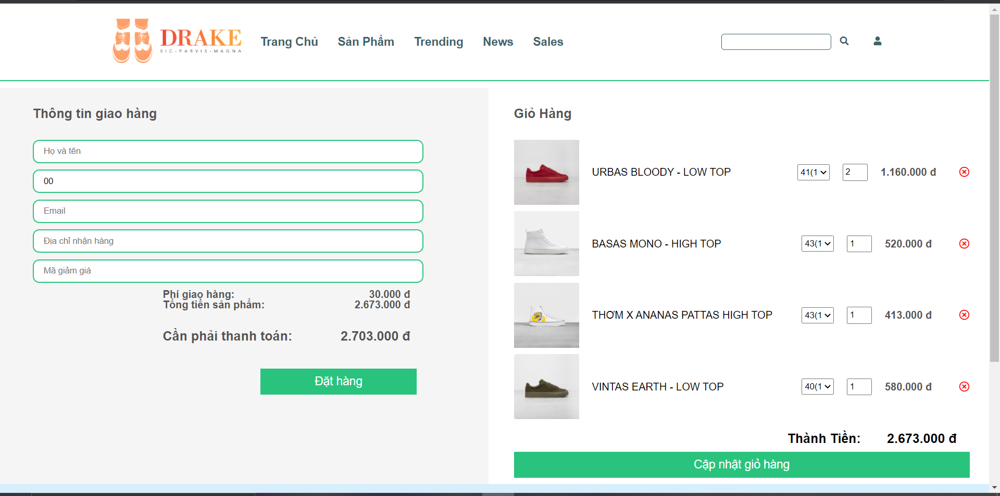 DRAKE
SIC-PARVIS-MAGNA
Trang Chủ Sản Phẩm Trending News Sales
Thông tin giao hàng
Họ và tên
00
Email
Địa chỉ nhận hàng
Mã giảm giá
Phí giao hàng: 30.000 đ
Tổng tiền sản phẩm: 2.673.000 đ
Cần phải thanh toán: 2.703.000 đ
Đặt hàng
Giỏ Hàng
URBAS BLOODY - LOW TOP 41(1 2 1.160.000 đ
BASAS MONO - HIGH TOP 43(1 1 520.000 đ
THƠM X ANANAS PATTAS HIGH TOP 43(1 1 413.000 đ
VINTAS EARTH - LOW TOP 40(1 1 580.000 đ
Thành Tiền: 2.673.000 đ
Cập nhật giỏ hàng